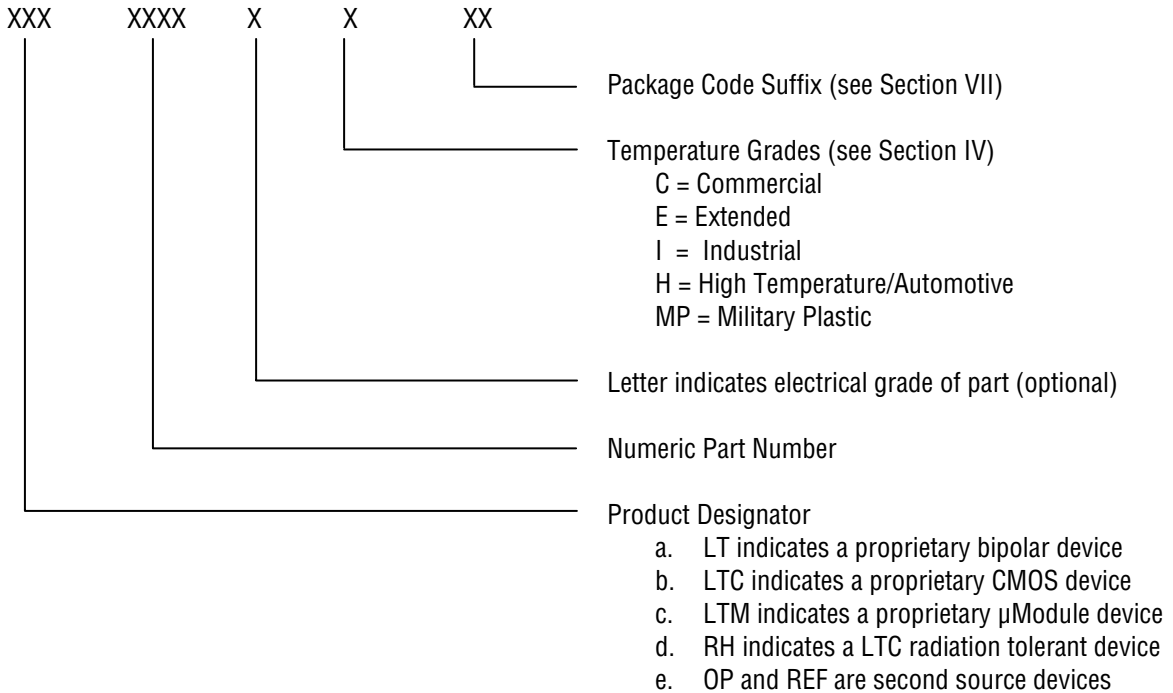 XXX XXXX X X XX
Package Code Suffix (see Section VII)
Temperature Grades (see Section IV)
C = Commercial
E = Extended
I = Industrial
H = High Temperature/Automotive
MP = Military Plastic
Letter indicates electrical grade of part (optional)
Numeric Part Number
Product Designator
a. LT indicates a proprietary bipolar device
b. LTC indicates a proprietary CMOS device
c. LTM indicates a proprietary µModule device
d. RH indicates a LTC radiation tolerant device
e. OP and REF are second source devices